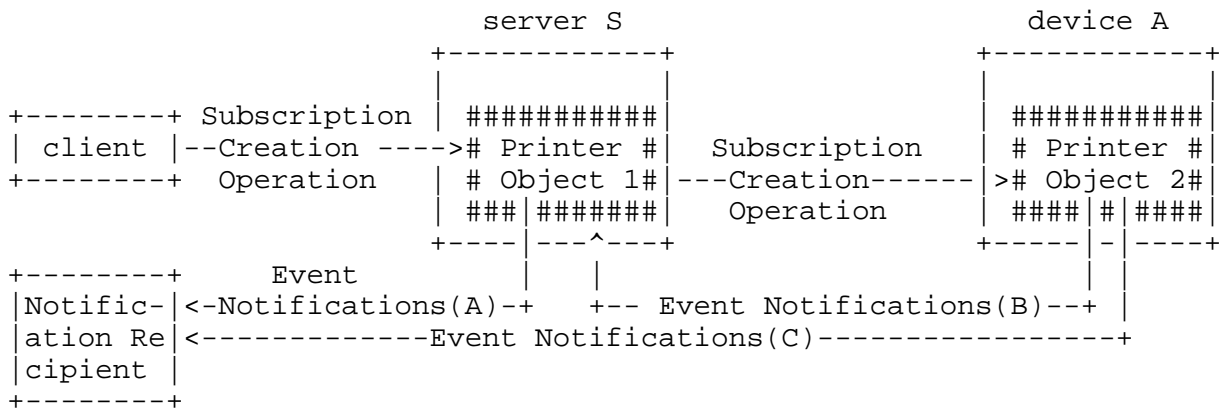 server S device A
+------------+ +------------+
| | | |
+--------+ Subscription | ###########| | ###########|
| client |--Creation ----># Printer #| Subscription | # Printer #|
+--------+ Operation | # Object 1#|---Creation------|># Object 2#|
| ###|#######| Operation | ####|#|####|
+----|---^---+ +-----|-|----+
+--------+ Event | | | |
|Notific-|<-Notifications(A)-+ +-- Event Notifications(B)--+ |
|ation Re|<-------------Event Notifications(C)-----------------+
|cipient |
+--------+